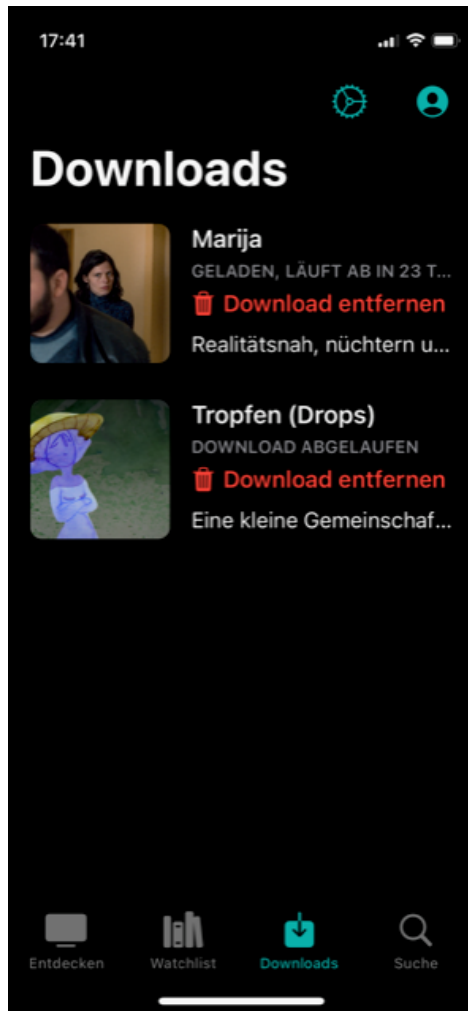 17:41
Downloads
Marija
GELADEN, LÄUFT AB IN 23 T...
Download entfernen
Realitätsnah, nüchtern u...
Tropfen (Drops)
DOWNLOAD ABGELAUFEN
Download entfernen
Eine kleine Gemeinschaf...
Entdecken
Watchlist
Downloads
Suche